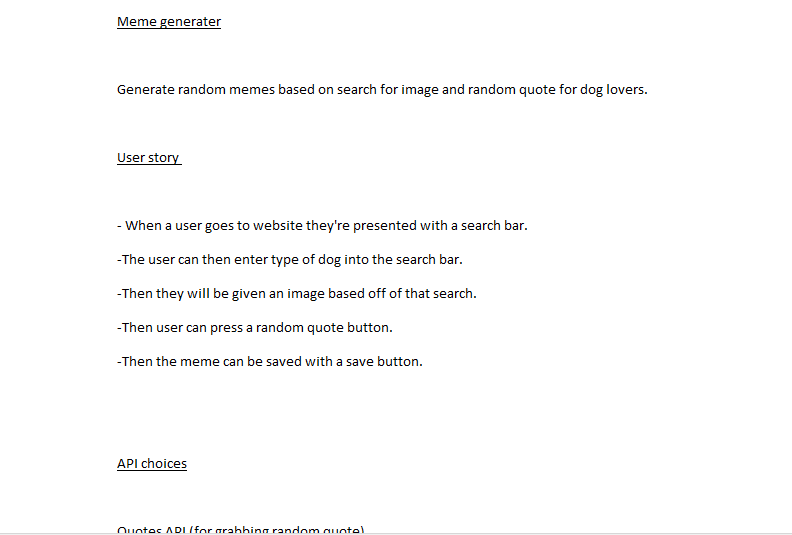 Meme generater
Generate random memes based on search for image and random quote for dog lovers.
User story
- When a user goes to website they're presented with a search bar.
-The user can then enter type of dog into the search bar.
-Then they will be given an image based off of that search.
-Then user can press a random quote button.
-Then the meme can be saved with a save button.
API choices
Quotes API (for grabbing random quote)